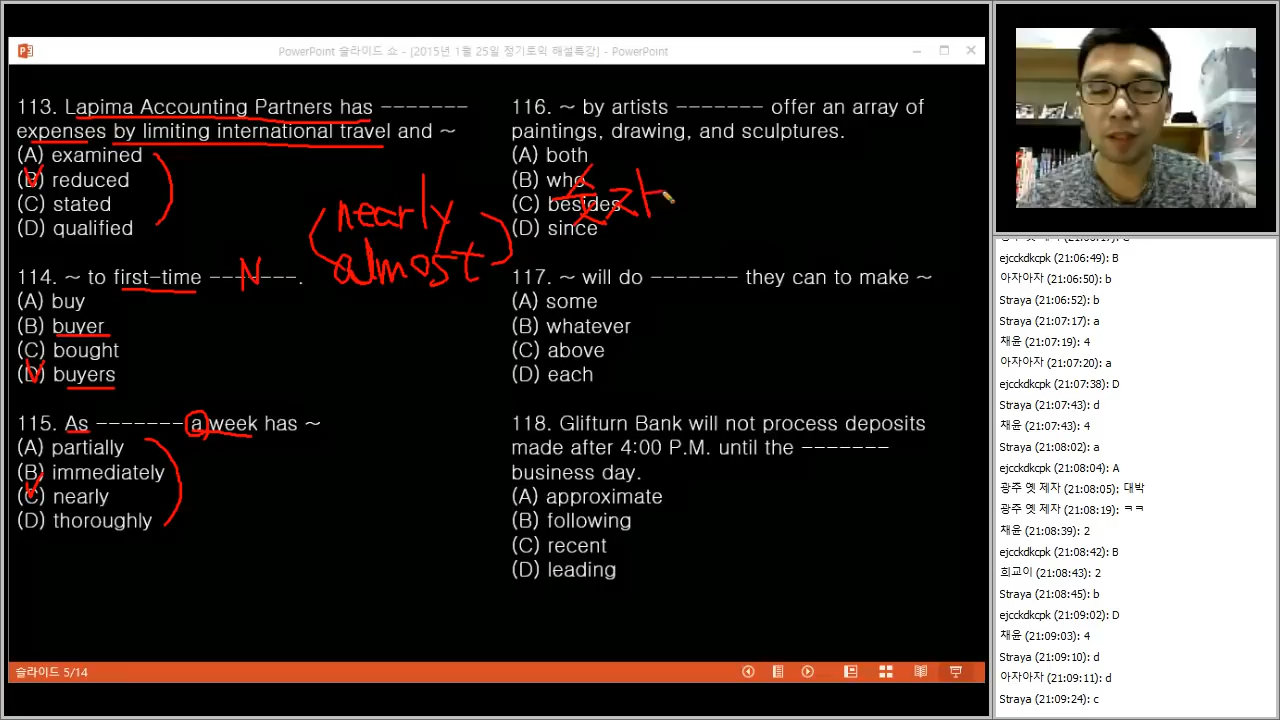 PowerPoint 슬라이드 쇼 - [2015년 1월 25일 정기토익 해설특강] - PowerPoint
113. Lapima Accounting Partners has -------
expenses by limiting international travel and ~
(A) examined
(B) reduced
(C) stated
(D) qualified
nearly
almost
114. ~ to first-time -------.
N
(A) buy
(B) buyer
(C) bought
(D) buyers
115. As ------- a week has ~
(A) partially
(B) immediately
(C) nearly
(D) thoroughly
116. ~ by artists ------- offer an array of
paintings, drawing, and sculptures.
(A) both
(B) who
(C) besides
(D) since
117. ~ will do ------- they can to make ~
(A) some
(B) whatever
(C) above
(D) each
118. Glifturn Bank will not process deposits
made after 4:00 P.M. until the -------
business day.
(A) approximate
(B) following
(C) recent
(D) leading
슬라이드 5/14
ejcckdkcpk (21:06:49): B
아자아자 (21:06:50): b
Straya (21:06:52): b
Straya (21:07:17): a
채윤 (21:07:19): 4
아자아자 (21:07:20): a
ejcckdkcpk (21:07:38): D
Straya (21:07:43): d
채윤 (21:07:43): 4
Straya (21:08:02): a
ejcckdkcpk (21:08:04): A
광주 옛 제자 (21:08:05): 대박
광주 옛 제자 (21:08:19): ㅋㅋ
채윤 (21:08:39): 2
ejcckdkcpk (21:08:42): B
희교이 (21:08:43): 2
Straya (21:08:45): b
ejcckdkcpk (21:09:02): D
채윤 (21:09:03): 4
Straya (21:09:10): d
아자아자 (21:09:11): d
Straya (21:09:24): c